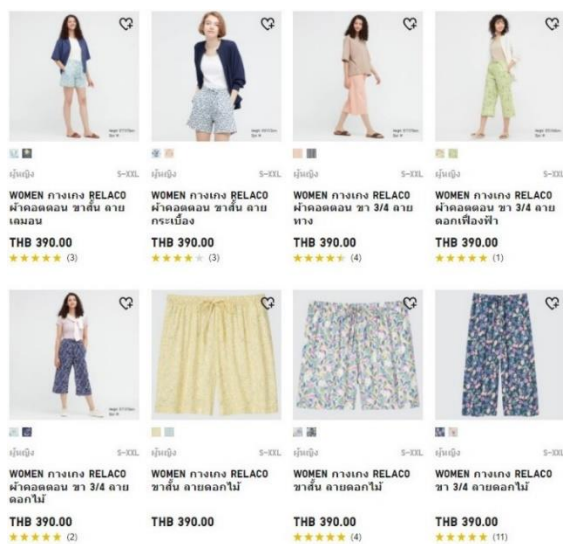 ผู้หญิง S-XXL
WOMEN กางเกง RELACO
ผ้าคอตตอน ขาสั้น ลาย
เลมอน
THB 390.00
(3)
ผู้หญิง S-XXL
WOMEN กางเกง RELACO
ผ้าคอตตอน ขาสั้น ลาย
กระเบื้อง
THB 390.00
(3)
ผู้หญิง S-XXL
WOMEN กางเกง RELACO
ผ้าคอตตอน ขา 3/4 ลาย
ทาง
THB 390.00
(4)
ผู้หญิง S-XXL
WOMEN กางเกง RELACO
ผ้าคอตตอน ขา 3/4 ลาย
ดอกเฟื่องฟ้า
THB 390.00
(1)
ผู้หญิง S-XXL
WOMEN กางเกง RELACO
ผ้าคอตตอน ขา 3/4 ลาย
ดอกไม้
THB 390.00
(2)
ผู้หญิง S-XXL
WOMEN กางเกง RELACO
ขาสั้น ลายดอกไม้
THB 390.00
ผู้หญิง S-XXL
WOMEN กางเกง RELACO
ขาสั้น ลายดอกไม้
THB 390.00
(4)
ผู้หญิง S-XXL
WOMEN กางเกง RELACO
ขา 3/4 ลายดอกไม้
THB 390.00
(11)